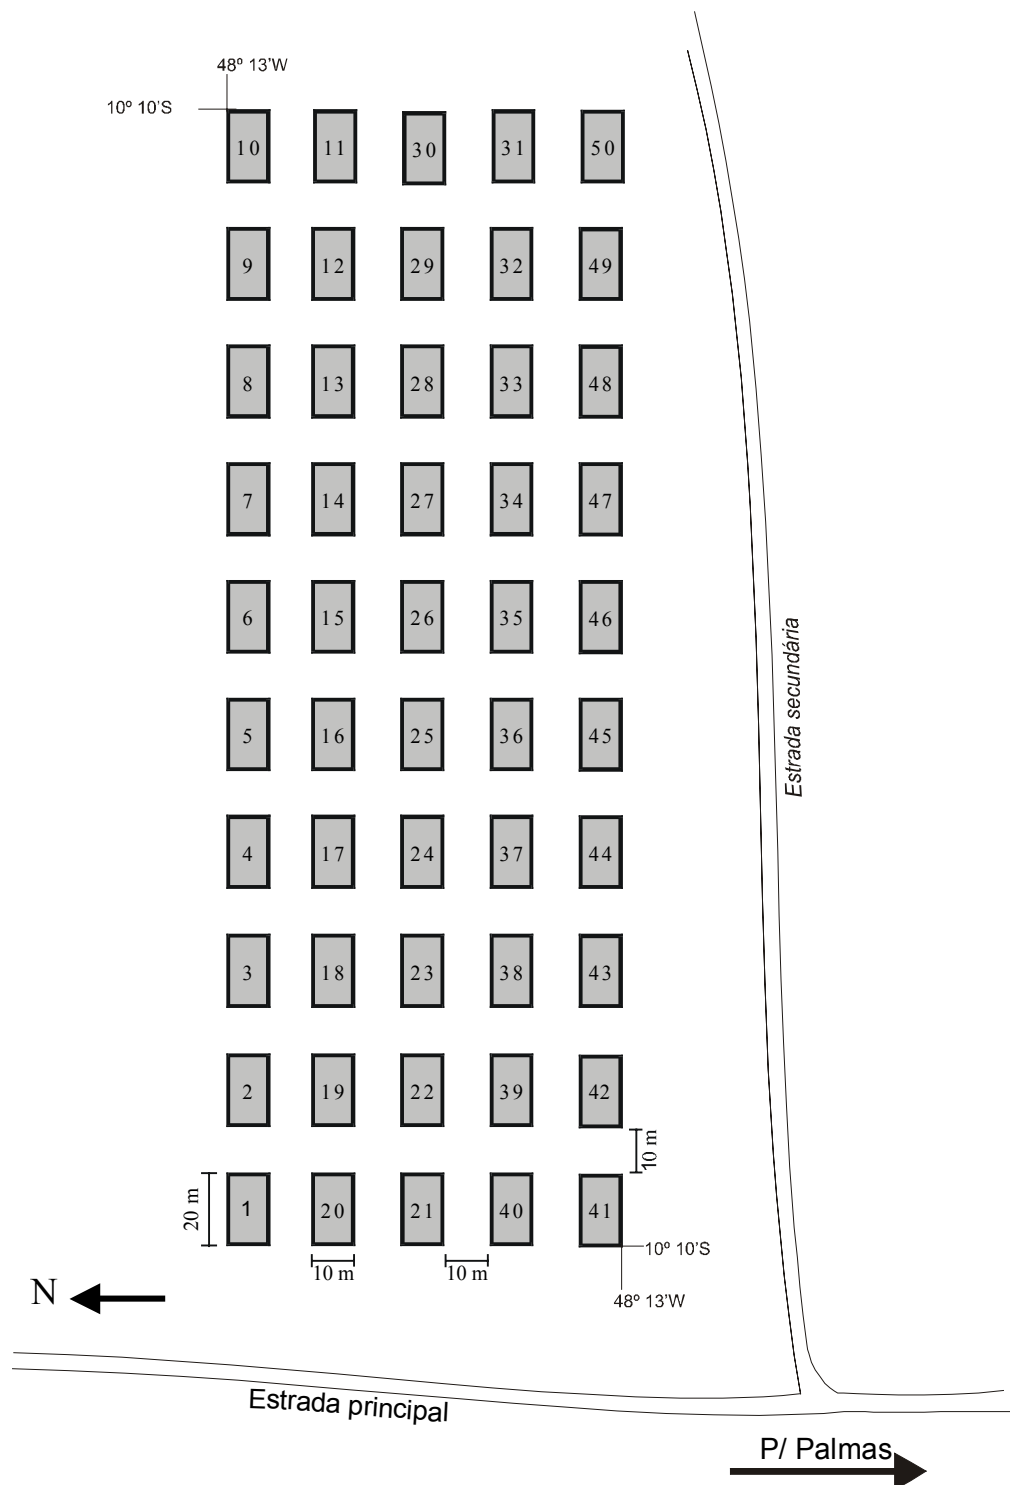 48º 13'W
10º 10'S
10 11 30 31 50
9 12 29 32 49
8 13 28 33 48
7 14 27 34 47
6 15 26 35 46
Estrada secundária
5 16 25 36 45
4 17 24 37 44
3 18 23 38 43
2 19 22 39 42
10 m
20 m
1 20 21 40 41
10 m
10 m
10º 10'S
48º 13'W
N
Estrada principal
P/ Palmas